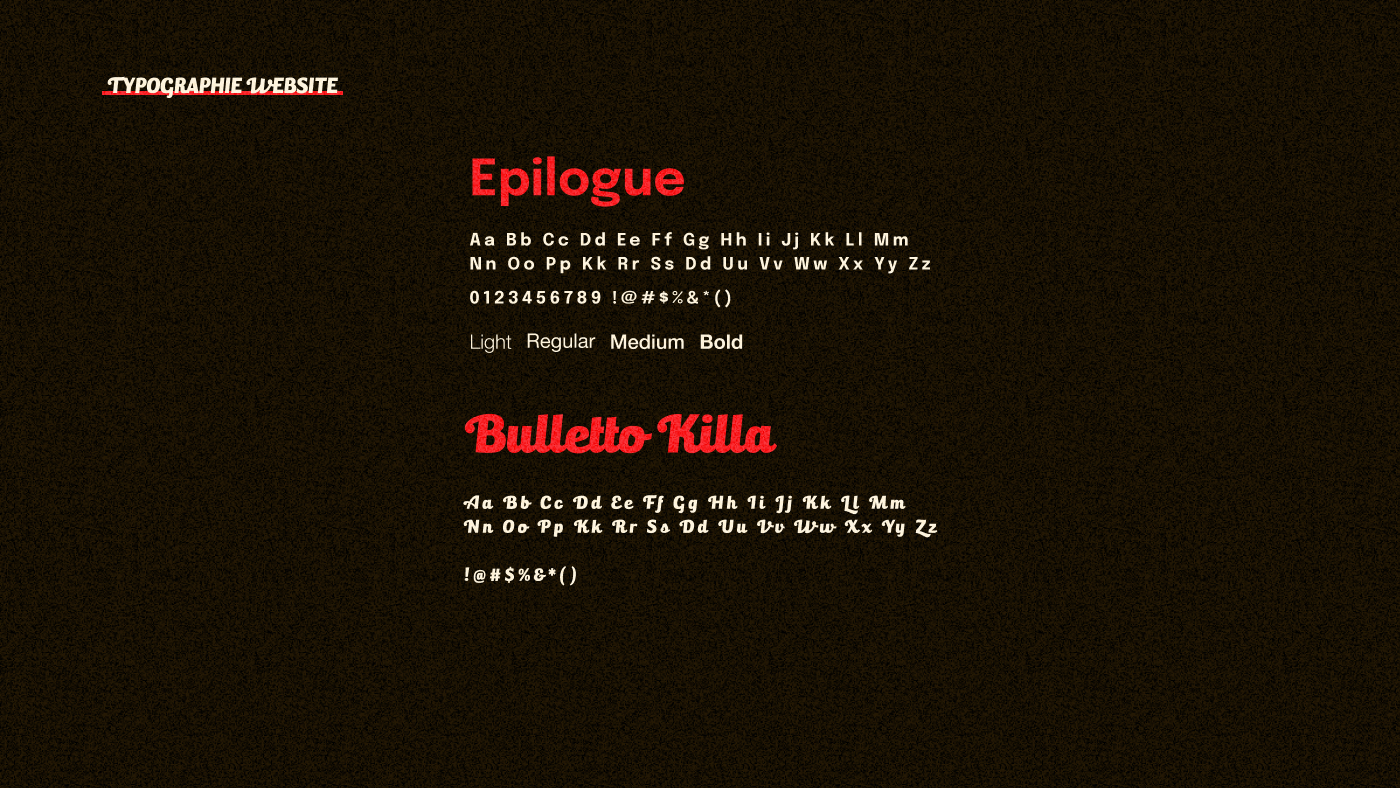 TYPOGRAPHIE WEBSITE
Epilogue
Aa Bb Cc Dd Ee Ff Gg Hh Ii Jj Kk Ll Mm
Nn Oo Pp Kk Rr Ss Dd Uu Vv Ww Xx Yy Zz
0123456789 !@#$%&*()
Light Regular Medium Bold
Bulletto Killa
Aa Bb Cc Dd Ee Ff Gg Hh Ii Jj Kk Ll Mm
Nn Oo Pp Kk Rr Ss Dd Uu Vv Ww Xx Yy Zz
!@#$%&*()